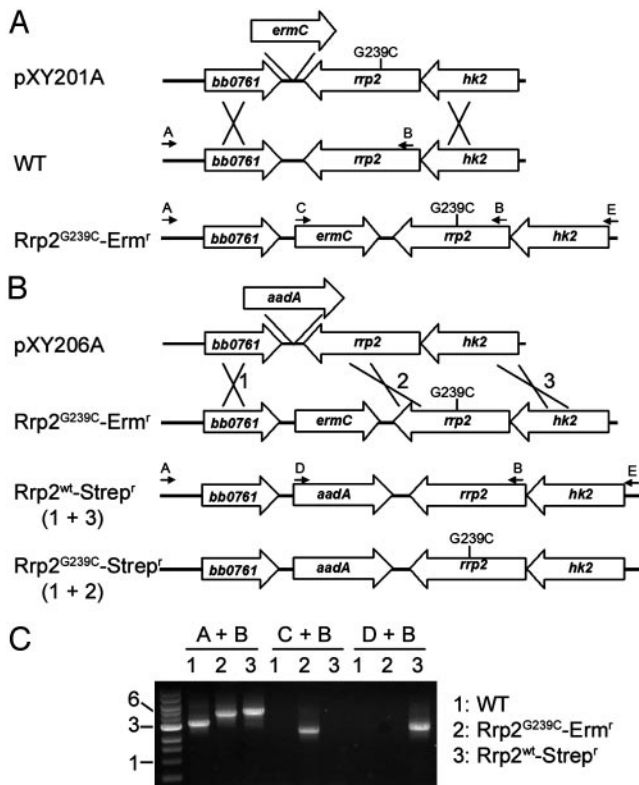 A
ermC
G239C
pXY201A
bb0761 rrp2 hk2
A B
WT
bb0761 rrp2 hk2
A C G239C B E
Rrp2G239C-Ermr
bb0761 ermC rrp2 hk2
B
aadA
pXY206A
bb0761 rrp2 hk2
1 2 3
G239C
Rrp2G239C-Ermr
bb0761 ermC rrp2 hk2
A D B E
Rrp2wt-Strepr
(1 + 3)
bb0761 aadA rrp2 hk2
G239C
Rrp2G239C-Strepr
(1 + 2)
bb0761 aadA rrp2 hk2
C
A + B C + B D + B
1 2 3 1 2 3 1 2 3
6
3
1
1: WT
2: Rrp2G239C-Ermr
3: Rrp2wt-Strepr